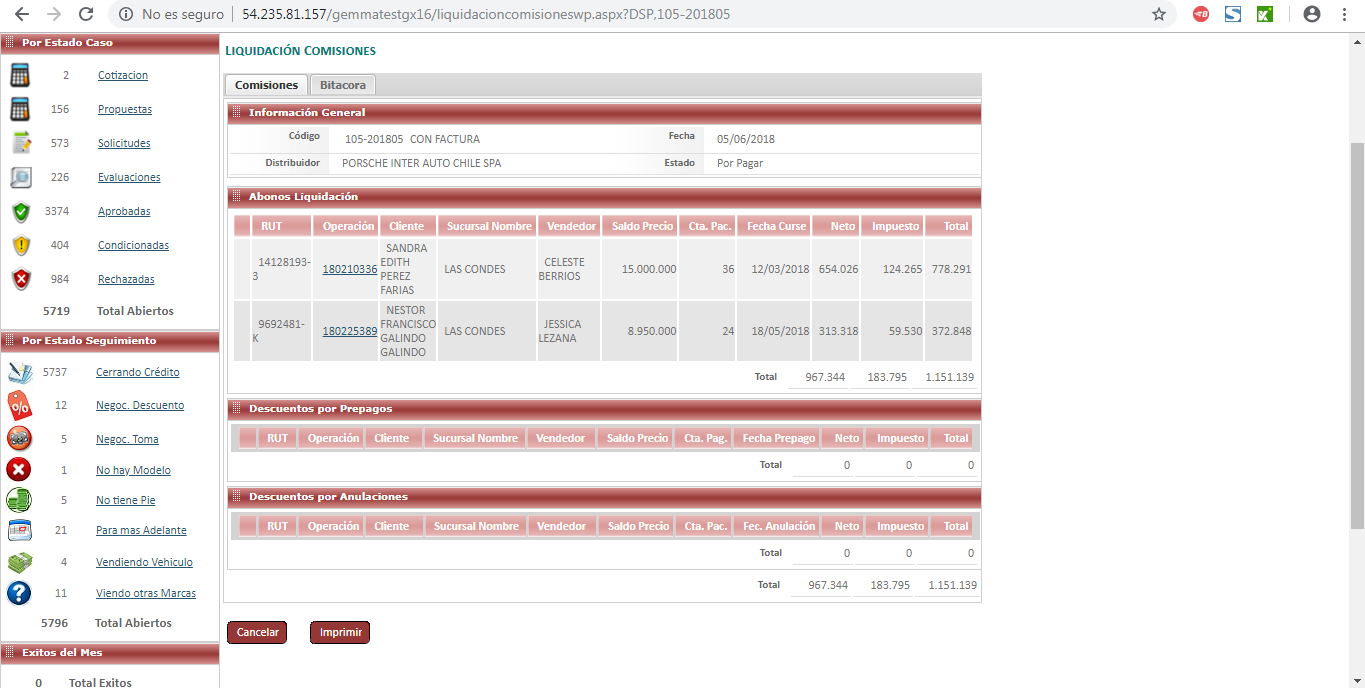 No es seguro | 54.235.81.157/gemmatestgx16/liquidacioncomisioneswp.aspx?DSP,105-201805
Por Estado Caso
2 Cotizacion
156 Propuestas
573 Solicitudes
226 Evaluaciones
3374 Aprobadas
404 Condicionadas
984 Rechazadas
5719 Total Abiertos
Por Estado Seguimiento
5737 Cerrando Crédito
12 Negoc. Descuento
5 Negoc. Toma
1 No hay Modelo
5 No tiene Pie
21 Para mas Adelante
4 Vendiendo Vehiculo
11 Viendo otras Marcas
5796 Total Abiertos
Exitos del Mes
0 Total Exitos
LIQUIDACIÓN COMISIONES
Comisiones Bitacora
Información General
Código 105-201805 CON FACTURA Fecha 05/06/2018
Distribuidor PORSCHE INTER AUTO CHILE SPA Estado Por Pagar
Abonos Liquidación
RUT Operación Cliente Sucursal Nombre Vendedor Saldo Precio Cta. Pac. Fecha Curse Neto Impuesto Total
14128193-3 180210336 SANDRA EDITH PEREZ FARIAS LAS CONDES CELESTE BERRIOS 15.000.000 36 12/03/2018 654.026 124.265 778.291
9692481-K 180225389 NESTOR FRANCISCO GALINDO GALINDO LAS CONDES JESSICA LEZANA 8.950.000 24 18/05/2018 313.318 59.530 372.848
Total 967.344 183.795 1.151.139
Descuentos por Prepagos
RUT Operación Cliente Sucursal Nombre Vendedor Saldo Precio Cta. Pag. Fecha Prepago Neto Impuesto Total
Total 0 0 0
Descuentos por Anulaciones
RUT Operación Cliente Sucursal Nombre Vendedor Saldo Precio Cta. Pac. Fec. Anulación Neto Impuesto Total
Total 0 0 0
Total 967.344 183.795 1.151.139
Cancelar Imprimir